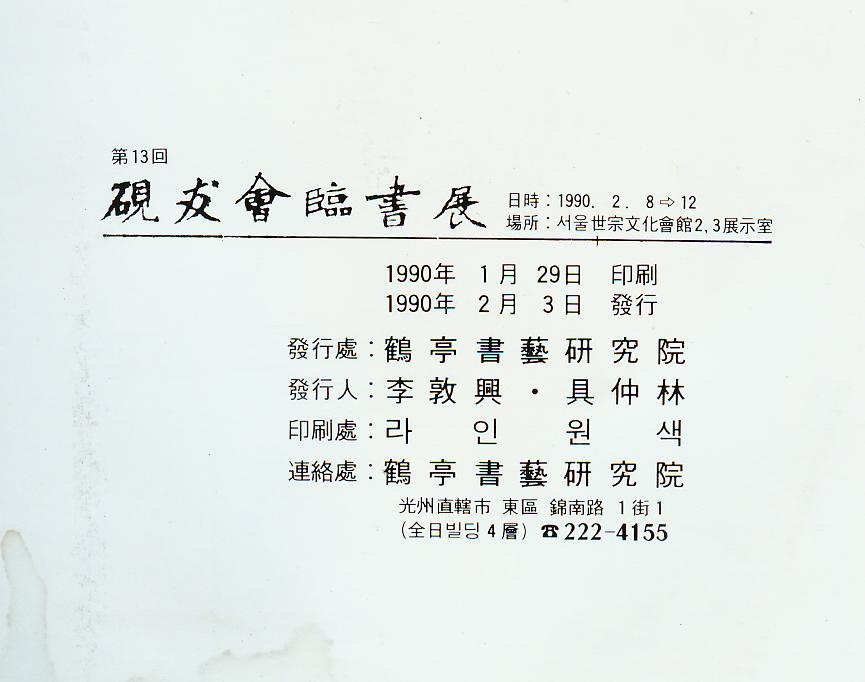 第13回
硯友會臨書展
日時：1990. 2. 8⇨12
場所：서울世宗文化會館2,3展示室
1990年 1月 29日 印刷
1990年 2月 3日 發行
發行處：鶴亭書藝硏究院
發行人：李敦興・具仲林
印刷處：라인원색
連絡處：鶴亭書藝硏究院
光州直轄市 東區 錦南路 1街1
(全日빌딩 4層) ☎222-4155